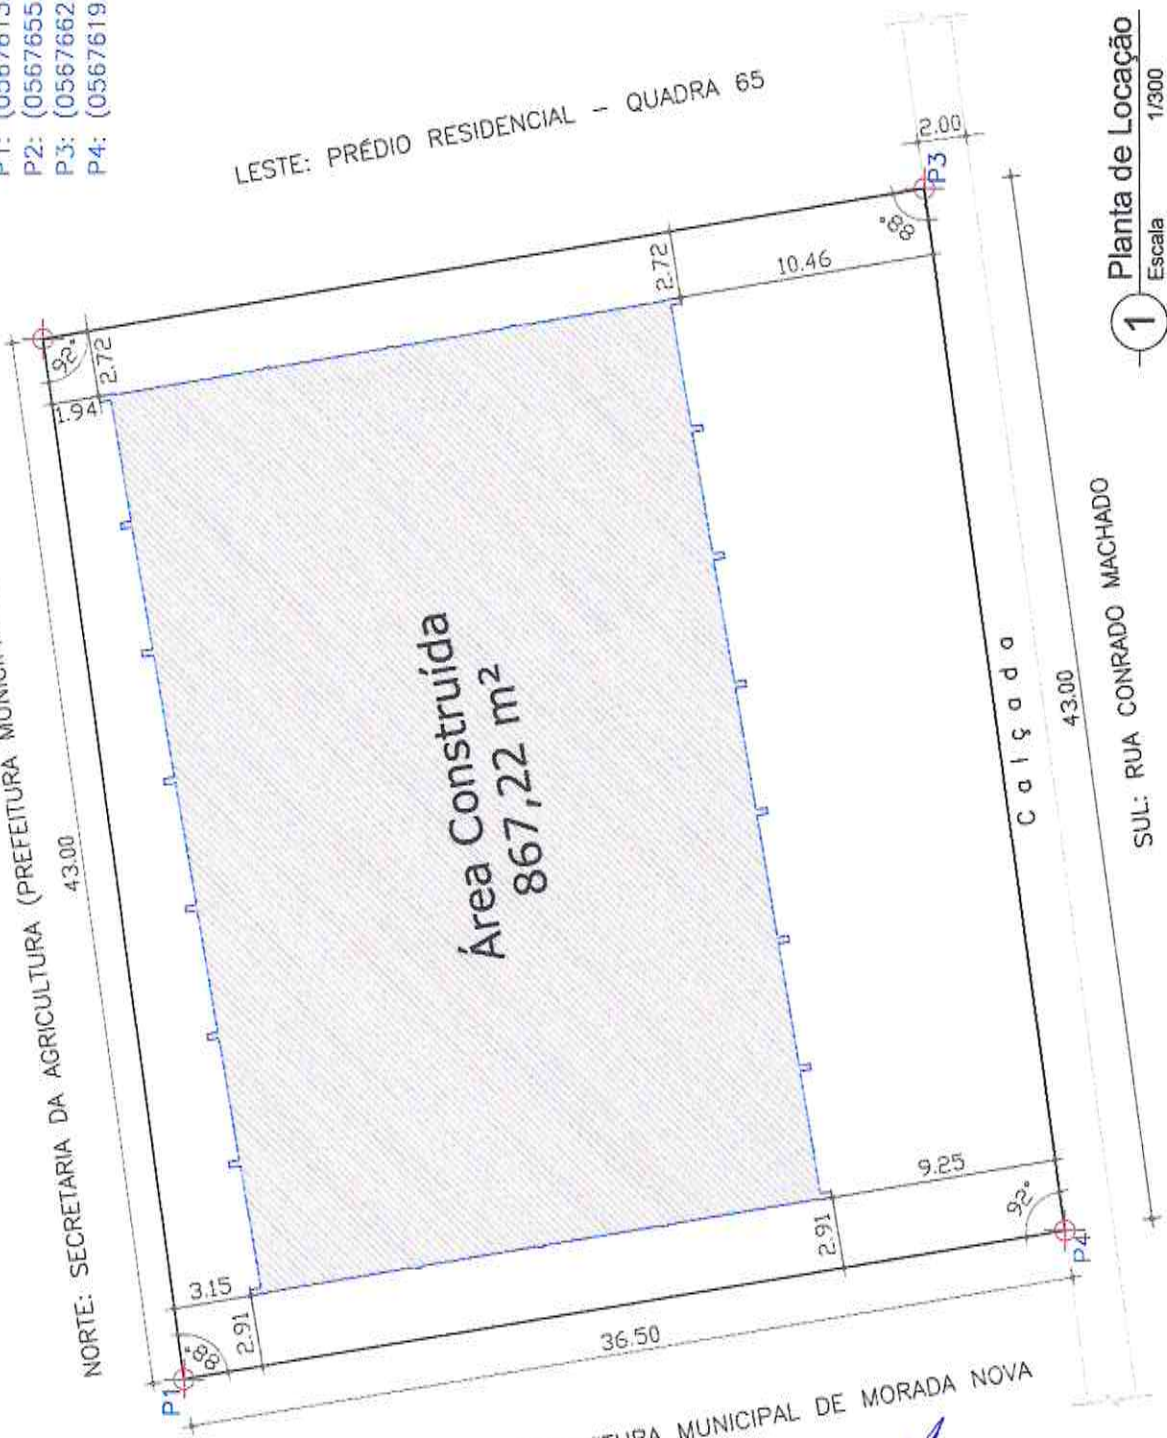 P2: (0567655
P3: (0567662
P4: (0567619
LESTE: PRÉDIO RESIDENCIAL - QUADRA 65
NORTE: SECRETARIA DA AGRICULTURA (PREFEITURA
43.00
92°
1.94
2.72
2.72
10.46
88°
P3
2.00
Área Construída
867,22 m²
P1
3.15
88°
2.91
36.50
2.91
9.25
92°
P4
Calçada
43.00
SUL: RUA CONRADO MACHADO
MUNICIPAL DE MORADA NOVA
1 Planta de Locação
Escala 1/300